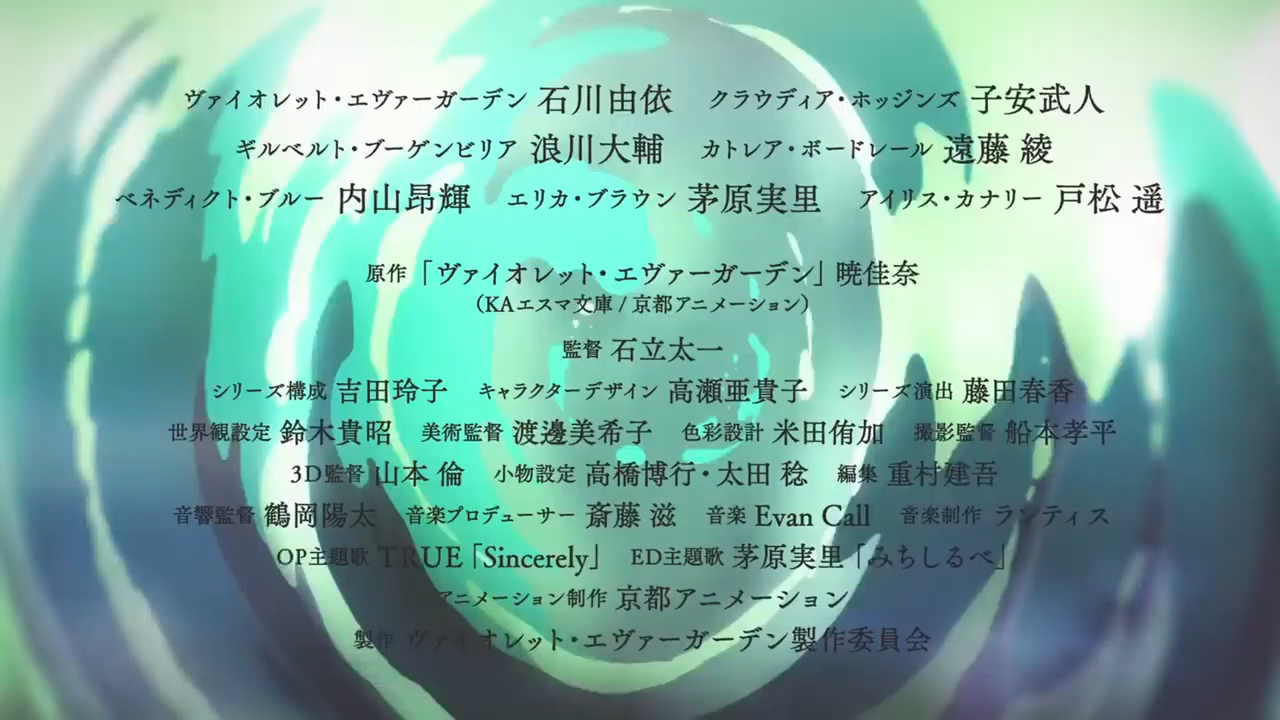 ヴァイオレット・エヴァーガーデン 石川由依 クラウディア・ホッジンズ 子安武人
ギルベルト・ブーゲンビリア 浪川大輔 カトレア・ボードレール 遠藤 綾
ベネディクト・ブルー 内山昂輝 エリカ・ブラウン 茅原実里 アイリス・カナリー 戸松 遥
原作「ヴァイオレット・エヴァーガーデン」暁佳奈
(KAエスマ文庫 / 京都アニメーション)
監督 石立太一
シリーズ構成 吉田玲子 キャラクターデザイン 高瀬亜貴子 シリーズ演出 藤田春香
世界観設定 鈴木貴昭 美術監督 渡邊美希子 色彩設計 米田侑加 撮影監督 船本孝平
3D監督 山本 倫 小物設定 高橋博行・太田 稔 編集 重村建吾
音響監督 鶴岡陽太 音楽プロデューサー 斎藤 滋 音楽 Evan Call 音楽制作 ランティス
OP主題歌 TRUE「Sincerely」 ED主題歌 茅原実里「みちしるべ」
アニメーション制作 京都アニメーション
製作 ヴァイオレット・エヴァーガーデン製作委員会